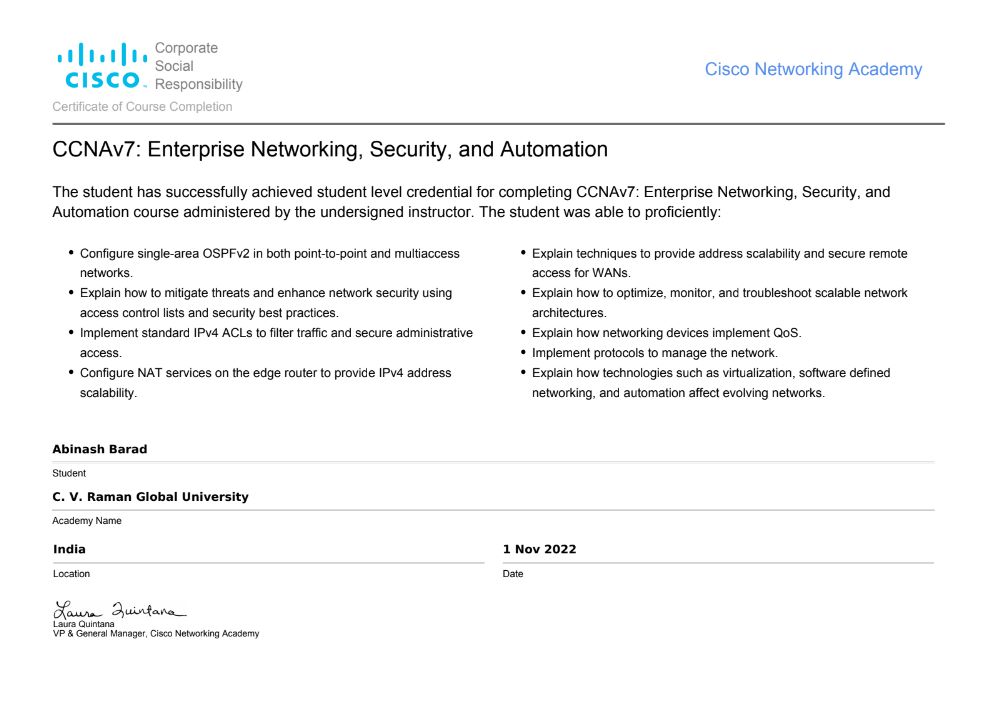 Corporate
Social
Responsibility
CISCO
Cisco Networking Academy
Certificate of Course Completion
CCNAv7: Enterprise Networking, Security, and Automation
The student has successfully achieved student level credential for completing CCNAv7: Enterprise Networking, Security, and
Automation course administered by the undersigned instructor. The student was able to proficiently:
• Configure single-area OSPFv2 in both point-to-point and multiaccess
networks.
• Explain how to mitigate threats and enhance network security using
access control lists and security best practices.
• Implement standard IPv4 ACLs to filter traffic and secure administrative
access.
• Configure NAT services on the edge router to provide IPv4 address
scalability.
• Explain techniques to provide address scalability and secure remote
access for WANs.
• Explain how to optimize, monitor, and troubleshoot scalable network
architectures.
• Explain how networking devices implement QoS.
• Implement protocols to manage the network.
• Explain how technologies such as virtualization, software defined
networking, and automation affect evolving networks.
Abinash Barad
Student
C. V. Raman Global University
Academy Name
India
Location
1 Nov 2022
Date
Laura Quintana
Laura Quintana
VP & General Manager, Cisco Networking Academy